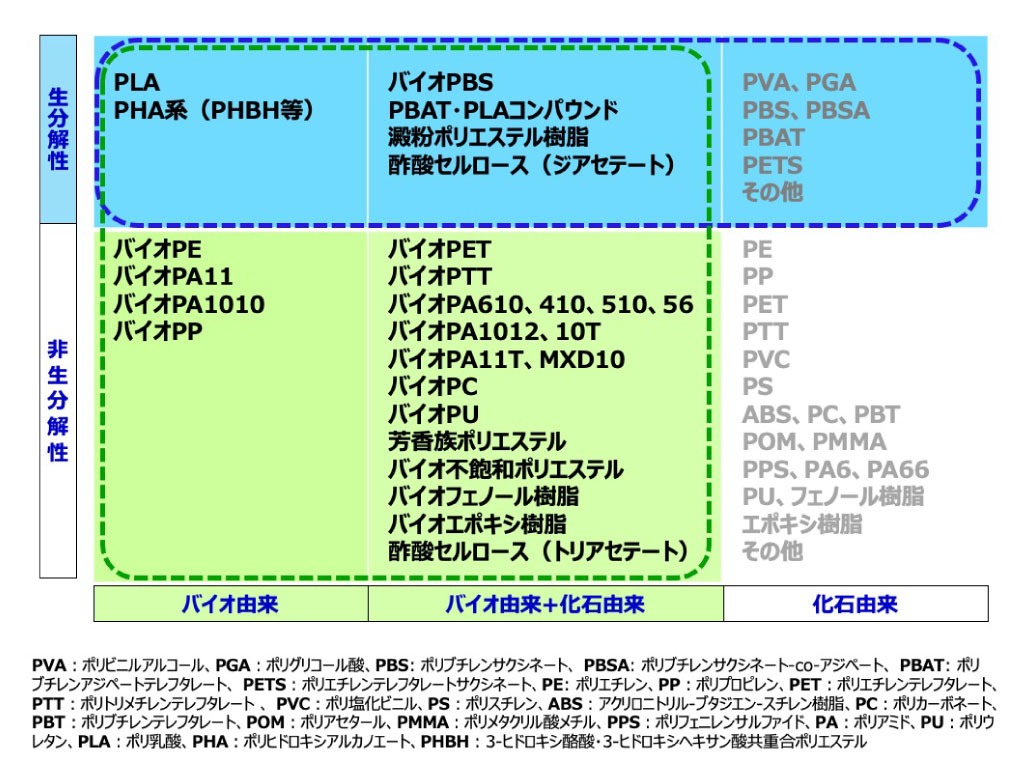 生分解性
PLA
PHA系（PHBH等）
バイオPBS
PBAT・PLAコンパウンド
澱粉ポリエステル樹脂
酢酸セルロース（ジアセテート）
PVA、PGA
PBS、PBSA
PBAT
PETS
その他
非生分解性
バイオPE
バイオPA11
バイオPA1010
バイオPP
バイオPET
バイオPTT
バイオPA610、410、510、56
バイオPA1012、10T
バイオPA11T、MXD10
バイオPC
バイオPU
芳香族ポリエステル
バイオ不飽和ポリエステル
バイオフェノール樹脂
バイオエポキシ樹脂
酢酸セルロース（トリアセテート）
PE
PP
PET
PTT
PVC
PS
ABS、PC、PBT
POM、PMMA
PPS、PA6、PA66
PU、フェノール樹脂
エポキシ樹脂
その他
バイオ由来
バイオ由来+化石由来
化石由来
PVA：ポリビニルアルコール、PGA：ポリグリコール酸、PBS: ポリブチレンサクシネート、 PBSA: ポリブチレンサクシネート-co-アジペート、 PBAT: ポリ
ブチレンアジペートテレフタレート、 PETS：ポリエチレンテレフタレートサクシネート、PE: ポリエチレン、PP：ポリプロピレン、PET：ポリエチレンテレフタレート、
PTT：ポリトリメチレンテレフタレート 、 PVC：ポリ塩化ビニル、PS：ポリスチレン、ABS：アクリロニトリル-ブタジエン-スチレン樹脂、PC：ポリカーボネート、
PBT：ポリブチレンテレフタレート、POM：ポリアセタール、PMMA：ポリメタクリル酸メチル、PPS：ポリフェニレンサルファイド、PA：ポリアミド、PU：ポリウ
レタン、PLA：ポリ乳酸、PHA：ポリヒドロキシアルカノエート、PHBH：3-ヒドロキシ酪酸・3-ヒドロキシヘキサン酸共重合ポリエステル